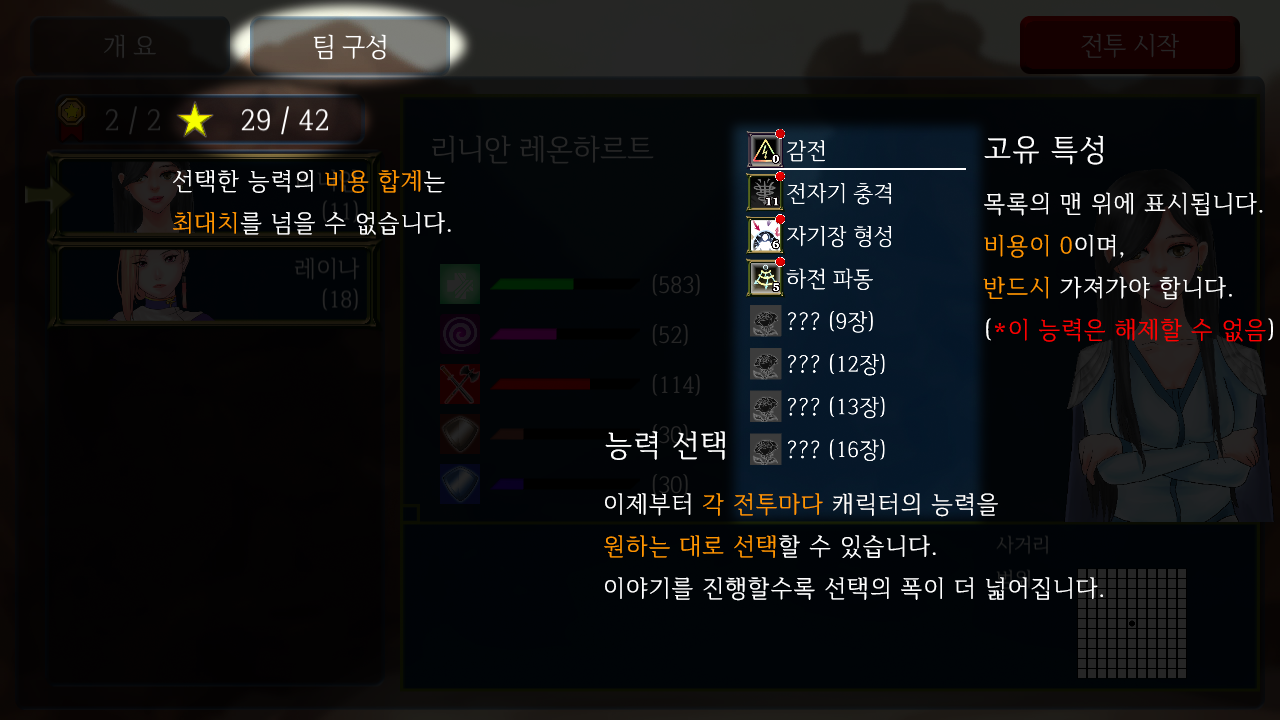 개 요
팀 구성
전투 시작
2 / 2
29 / 42
선택한 능력의 비용 합계는
최대치를 넘을 수 없습니다.
(11)
레이나
(18)
리니안 레온하르트
(583)
(52)
(114)
(30)
(30)
0
감전
11
전자기 충격
6
자기장 형성
5
하전 파동
??? (9장)
??? (12장)
??? (13장)
??? (16장)
고유 특성
목록의 맨 위에 표시됩니다.
비용이 0이며,
반드시 가져가야 합니다.
(*이 능력은 해제할 수 없음)
능력 선택
이제부터 각 전투마다 캐릭터의 능력을
원하는 대로 선택할 수 있습니다.
이야기를 진행할수록 선택의 폭이 더 넓어집니다.
사거리
범위